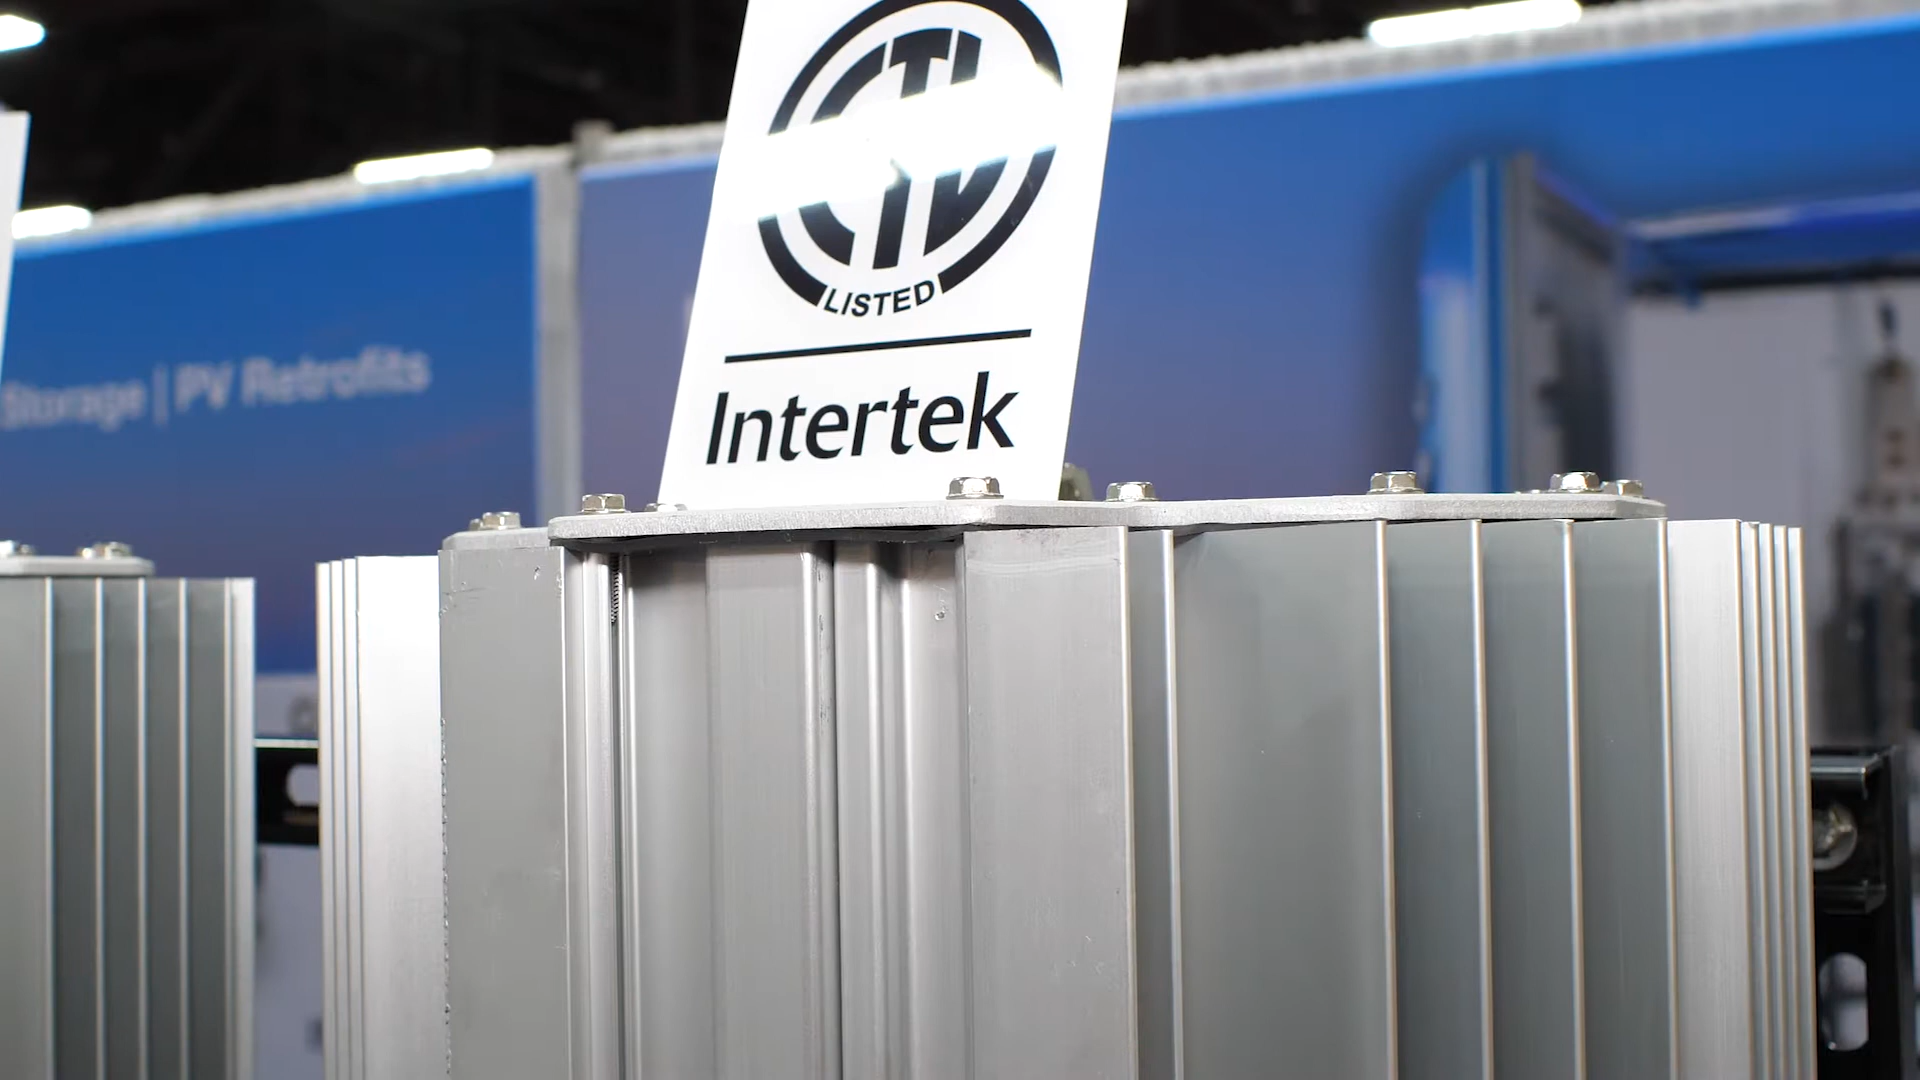 ETL
LISTED
Intertek
Storage | PV Retrofits